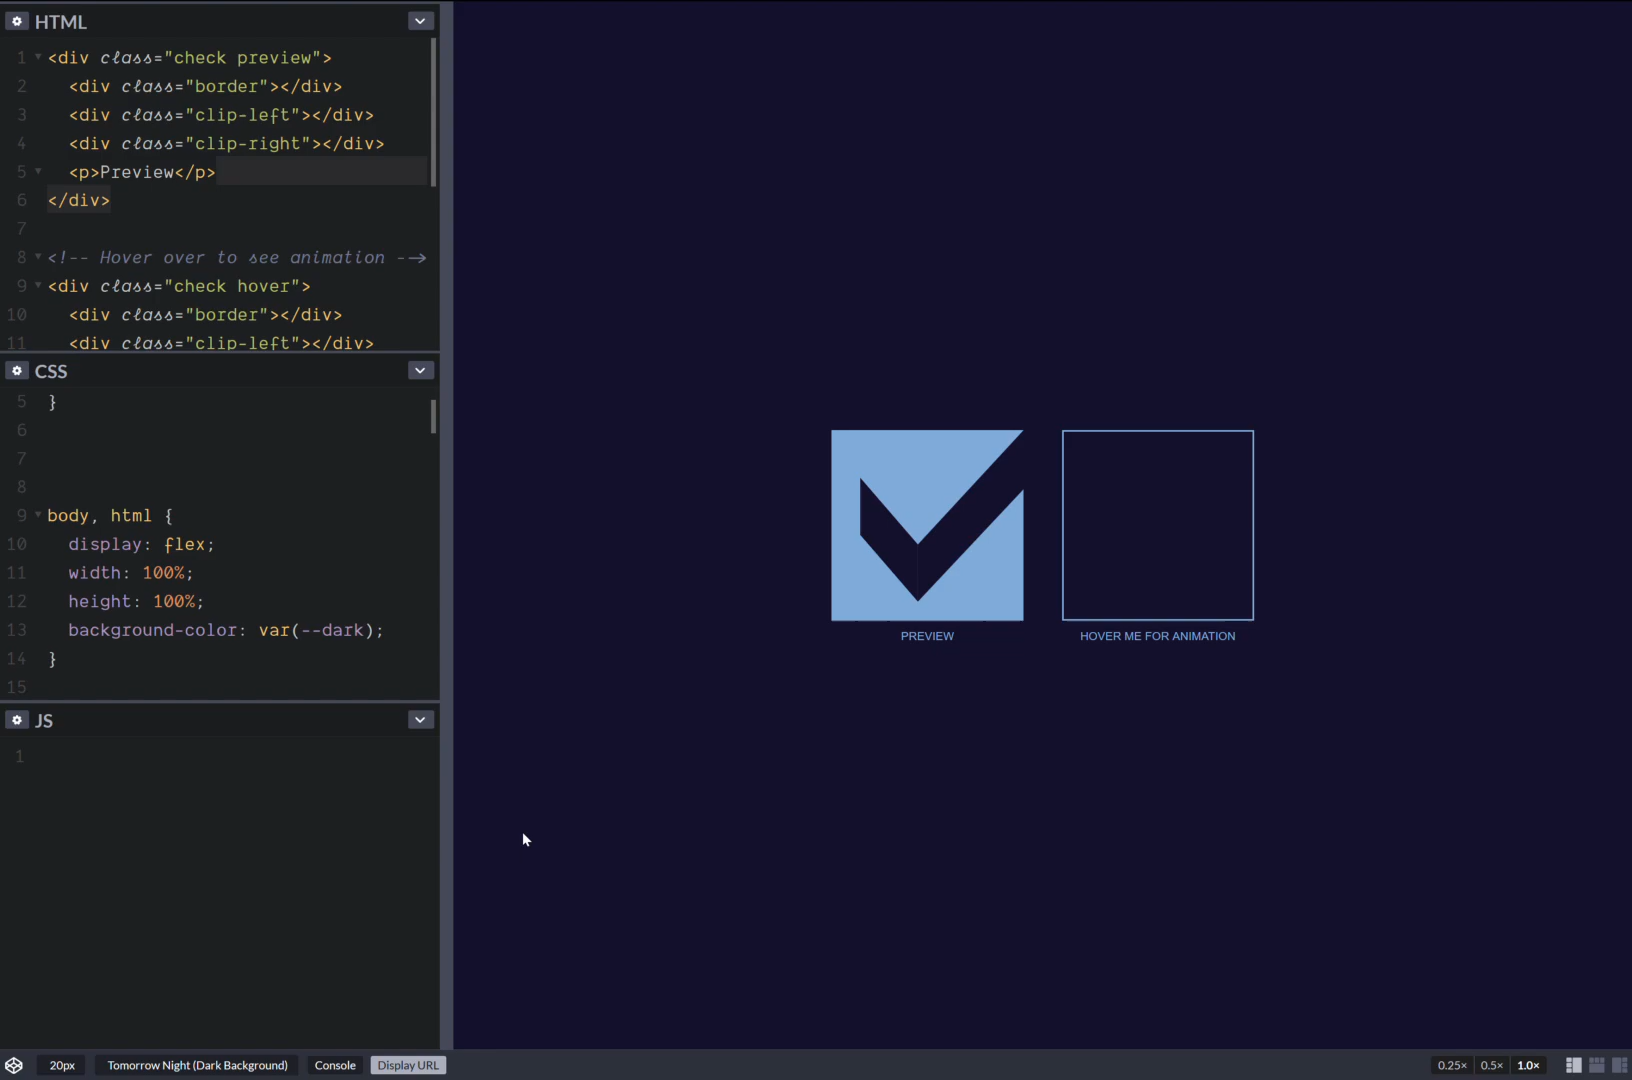 HTML
1 <div class="check preview">
2 <div class="border"></div>
3 <div class="clip-left"></div>
4 <div class="clip-right"></div>
5 <p>Preview</p>
6 </div>
7
8 <!-- Hover over to see animation -->
9 <div class="check hover">
10 <div class="border"></div>
11 <div class="clip-left"></div>
CSS
5 }
6
7
8
9 body, html {
10 display: flex;
11 width: 100%;
12 height: 100%;
13 background-color: var(--dark);
14 }
15
JS
1
PREVIEW
HOVER ME FOR ANIMATION
20px Tomorrow Night (Dark Background) Console Display URL 0.25× 0.5× 1.0×